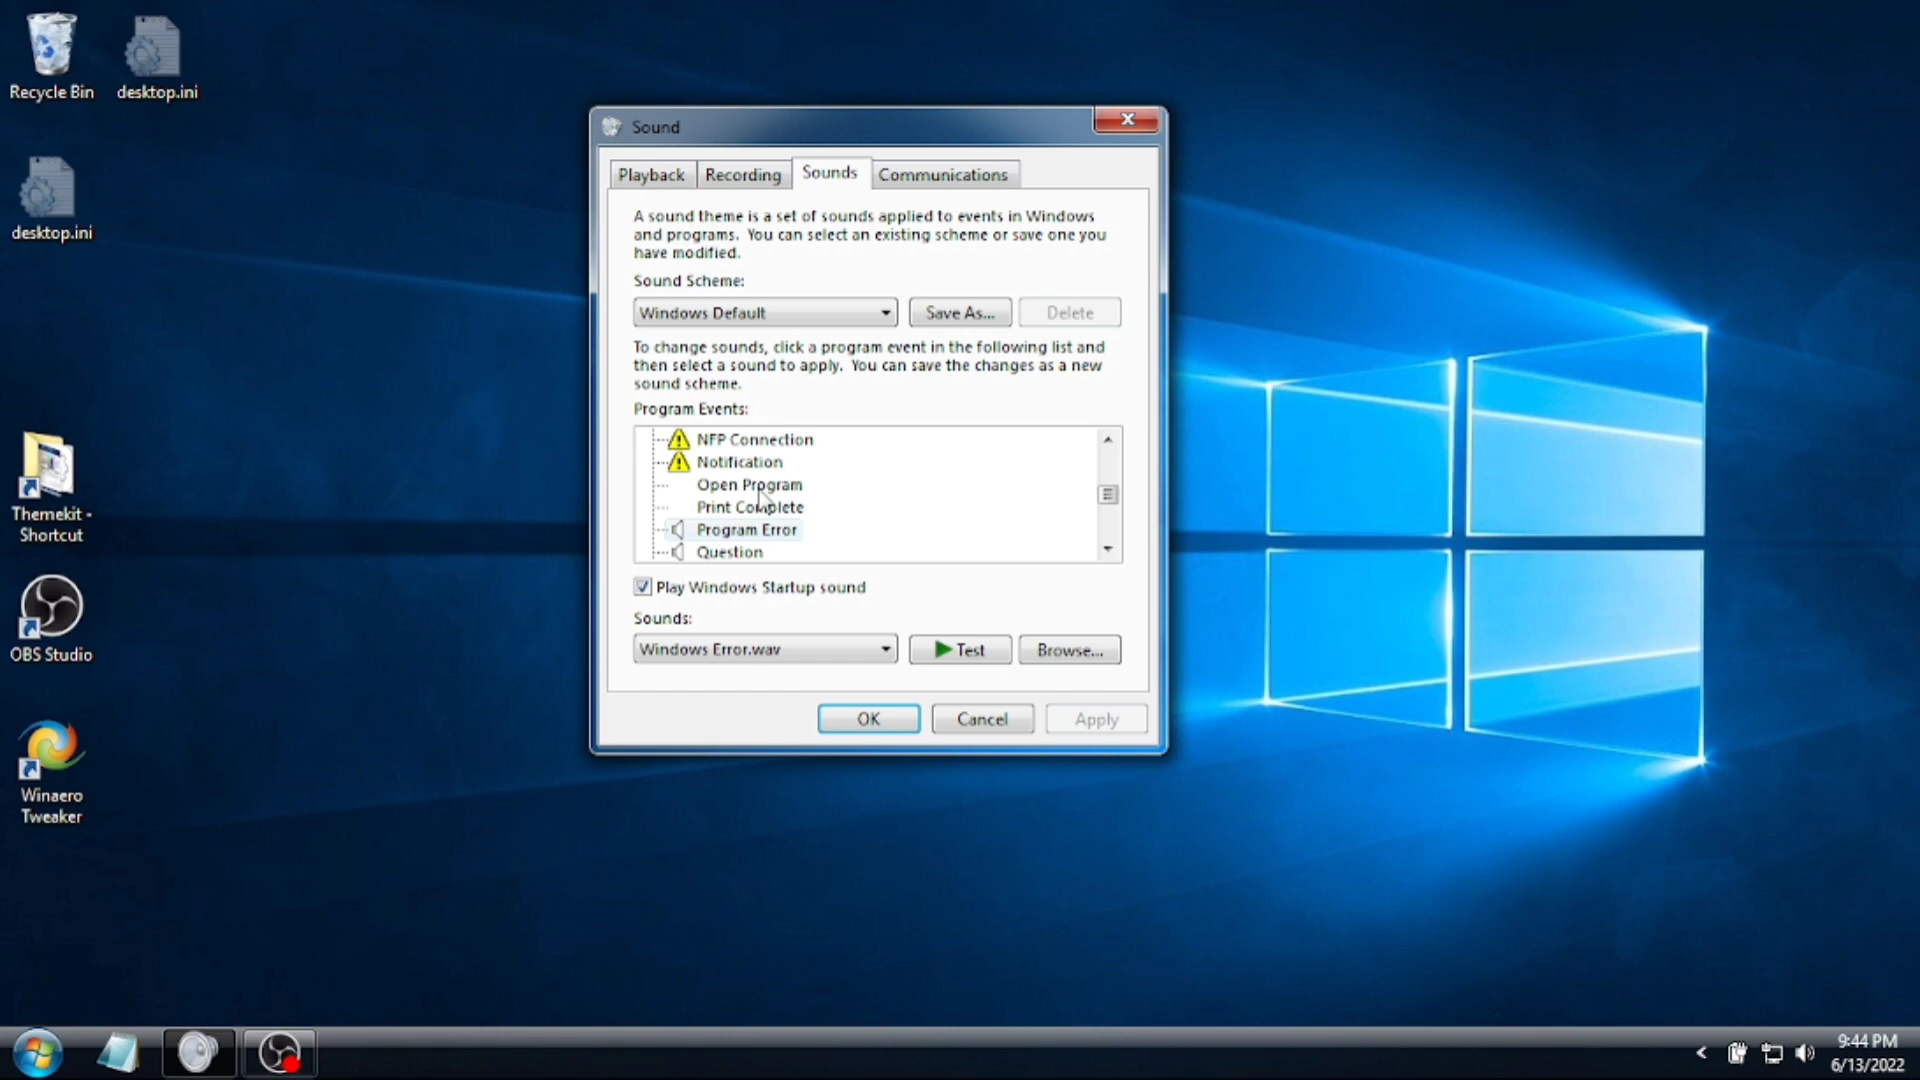 Recycle Bin
desktop.ini
desktop.ini
Themekit -
Shortcut
OBS Studio
Winaero
Tweaker
Sound
Playback
Recording
Sounds
Communications
A sound theme is a set of sounds applied to events in Windows
and programs. You can select an existing scheme or save one you
have modified.
Sound Scheme:
Windows Default
Save As...
Delete
To change sounds, click a program event in the following list and
then select a sound to apply. You can save the changes as a new
sound scheme.
Program Events:
NFP Connection
Notification
Open Program
Print Complete
Program Error
Question
Play Windows Startup sound
Sounds:
Windows Error.wav
Test
Browse...
OK
Cancel
Apply
9:44 PM
6/13/2022